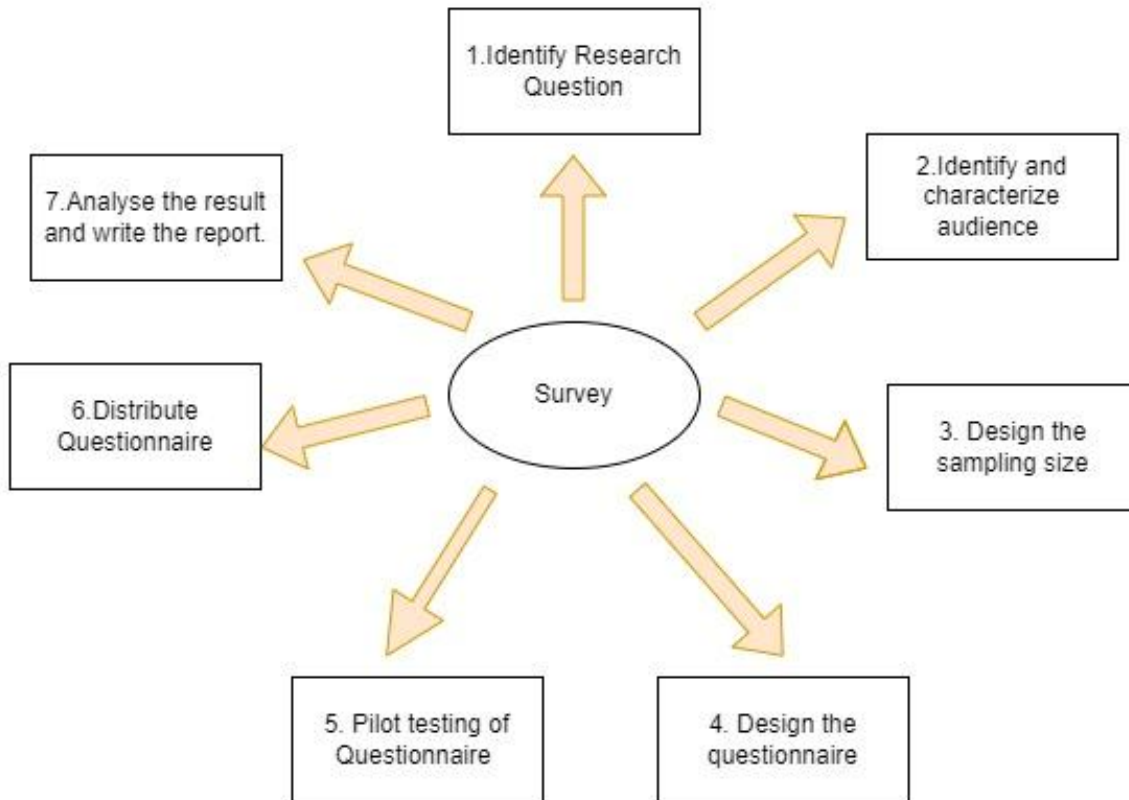 1.Identify Research
Question
2.Identify and
characterize
audience
7.Analyse the result
and write the report.
Survey
6.Distribute
Questionnaire
3. Design the
sampling size
5. Pilot testing of
Questionnaire
4. Design the
questionnaire